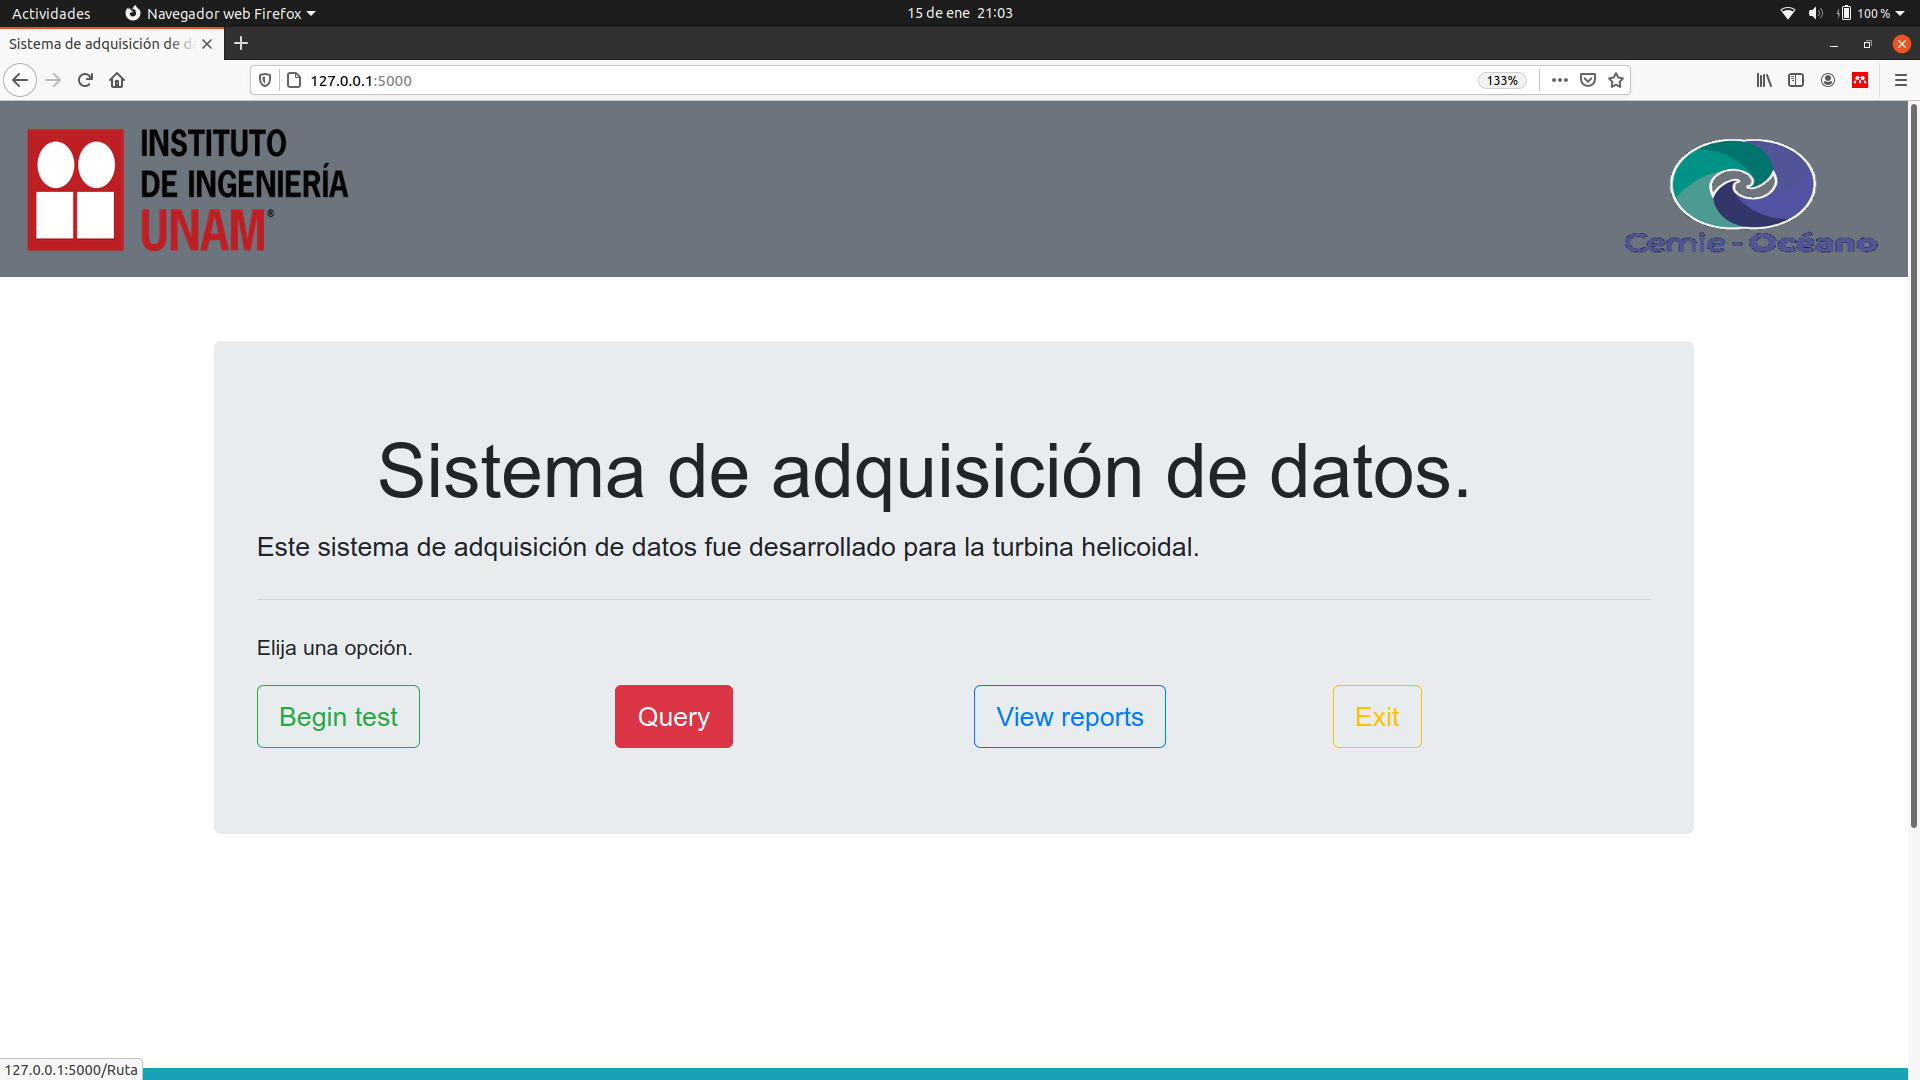 Actividades Navegador web Firefox 15 de ene 21:03 100 %
Sistema de adquisición de da
127.0.0.1:5000 133%
INSTITUTO
DE INGENIERÍA
UNAM®
Cemie - Océano
Sistema de adquisición de datos.
Este sistema de adquisición de datos fue desarrollado para la turbina helicoidal.
Elija una opción.
Begin test Query View reports Exit
127.0.0.1:5000/Ruta